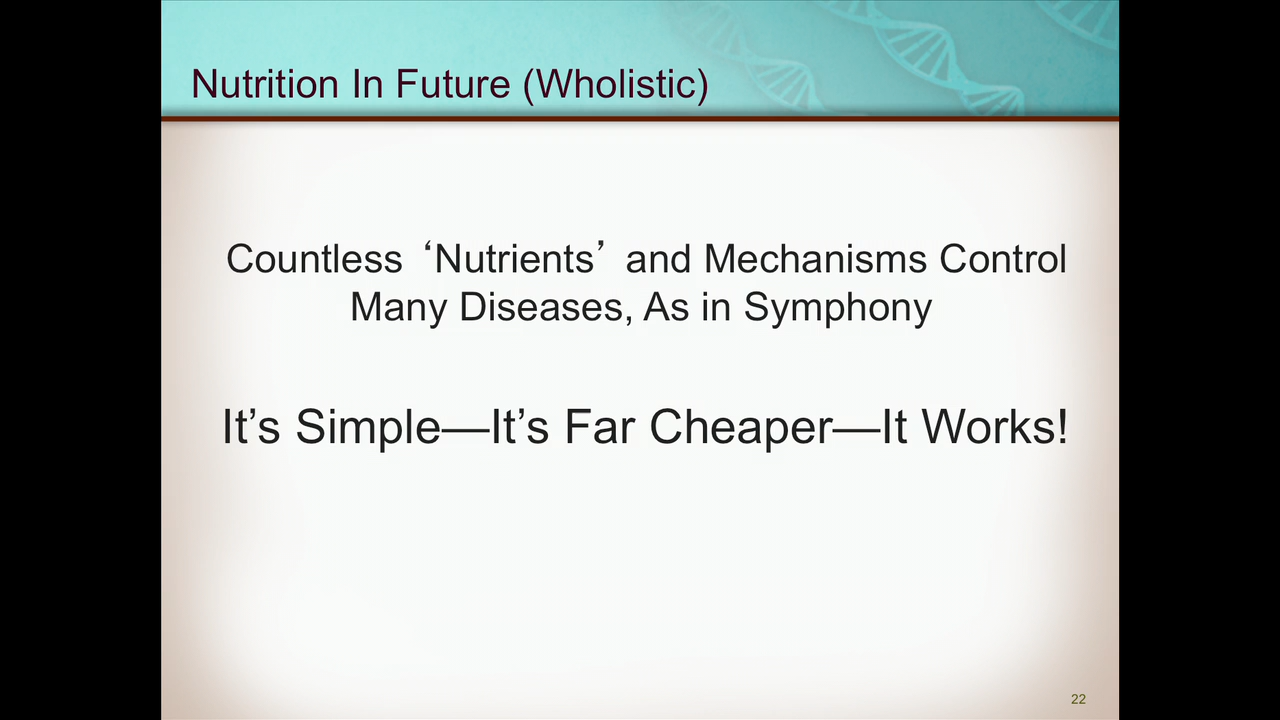 Nutrition In Future (Wholistic)
Countless ‘Nutrients’ and Mechanisms Control
Many Diseases, As in Symphony
It’s Simple—It’s Far Cheaper—It Works!
22